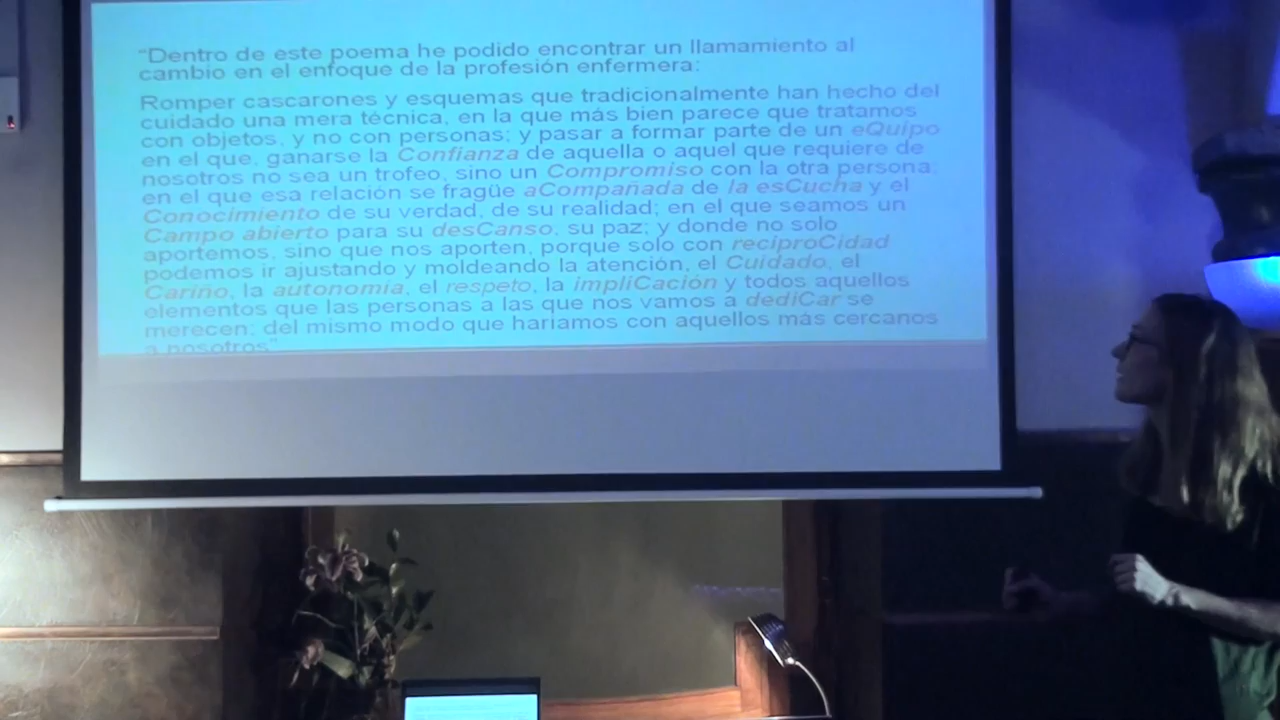 “Dentro de este poema he podido encontrar un llamamiento al
cambio en el enfoque de la profesión enfermera:
Romper cascarones y esquemas que tradicionalmente han hecho del
cuidado una mera técnica, en la que más bien parece que tratamos
con objetos, y no con personas; y pasar a formar parte de un eQuipo
en el que, ganarse la Confianza de aquella o aquel que requiere de
nosotros no sea un trofeo, sino un Compromiso con la otra persona;
en el que esa relación se fragüe aCompañada de la esCucha y el
Conocimiento de su verdad, de su realidad; en el que seamos un
Campo abierto para su desCanso, su paz; y donde no solo
aportemos, sino que nos aporten, porque solo con reciproCidad
podemos ir ajustando y moldeando la atención, el Cuidado, el
Cariño, la autonomía, el respeto, la impliCación y todos aquellos
elementos que las personas a las que nos vamos a dediCar se
merecen; del mismo modo que haríamos con aquellos más cercanos
a nosotros”